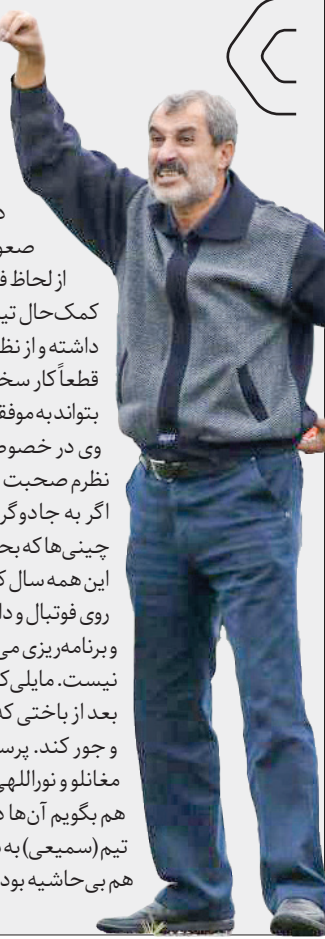 صعو
از لحاظ ف
کمک‌حال تی
داشته و از نظ
قطعاً کار سخ
بتواند به موفق
وی در خصوص
نظرم صحبت
اگر به جادوگر
چینی‌ها که بح
این همه سال ک
روی فوتبال و دا
و برنامه‌ریزی می
نیست. مایلی‌ک
بعد از باختی که
و جور کند. پرس
مغانلو و نوراللهی
هم بگویم آن‌ها د
تیم (سمیعی) به
هم بی‌حاشیه بود